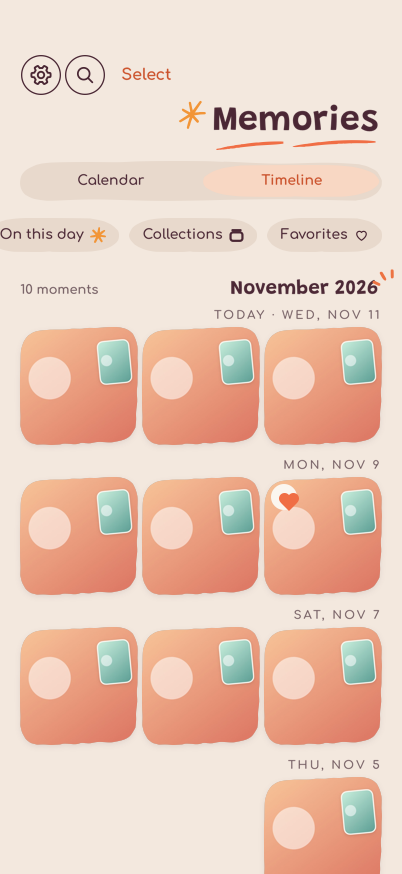 Select
Memories
Calendar Timeline
On this day Collections Favorites
10 moments November 2026
TODAY · WED, NOV 11
MON, NOV 9
SAT, NOV 7
THU, NOV 5